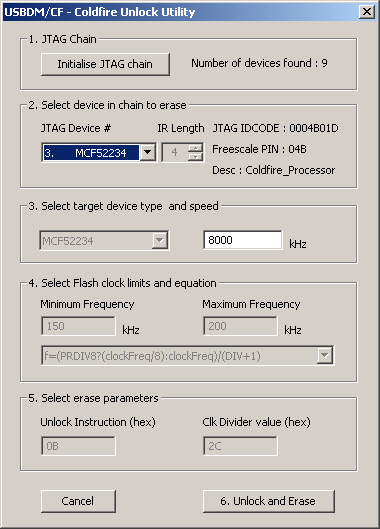 USBDM/CF - Coldfire Unlock Utility
1. JTAG Chain
Initialise JTAG chain
Number of devices found : 9
2. Select device in chain to erase
JTAG Device #
IR Length
JTAG IDCODE : 0004B01D
3. MCF52234
4
Freescale PIN : 04B
Desc : Coldfire_Processor
3. Select target device type and speed
MCF52234
8000
kHz
4. Select Flash clock limits and equation
Minimum Frequency
Maximum Frequency
150
kHz
200
kHz
f=(PRDIV8?(clockFreq/8):clockFreq)/(DIV+1)
5. Select erase parameters
Unlock Instruction (hex)
Clk Divider value (hex)
0B
2C
Cancel
6. Unlock and Erase